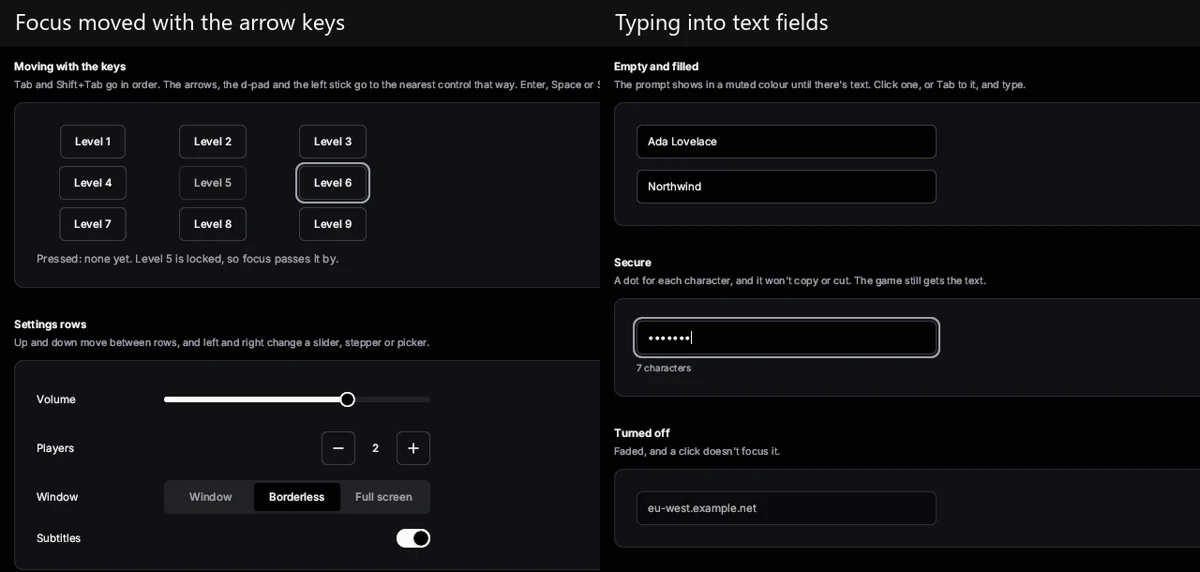 Focus moved with the arrow keys
Moving with the keys
Tab and Shift+Tab go in order. The arrows, the d-pad and the left stick go to the nearest control that way. Enter, Space or
Level 1
Level 2
Level 3
Level 4
Level 5
Level 6
Level 7
Level 8
Level 9
Pressed: none yet. Level 5 is locked, so focus passes it by.
Settings rows
Up and down move between rows, and left and right change a slider, stepper or picker.
Volume
Players
2
Window
Window
Borderless
Full screen
Subtitles
Typing into text fields
Empty and filled
The prompt shows in a muted colour until there's text. Click one, or Tab to it, and type.
Ada Lovelace
Northwind
Secure
A dot for each character, and it won't copy or cut. The game still gets the text.
•••••••
7 characters
Turned off
Faded, and a click doesn't focus it.
eu-west.example.net